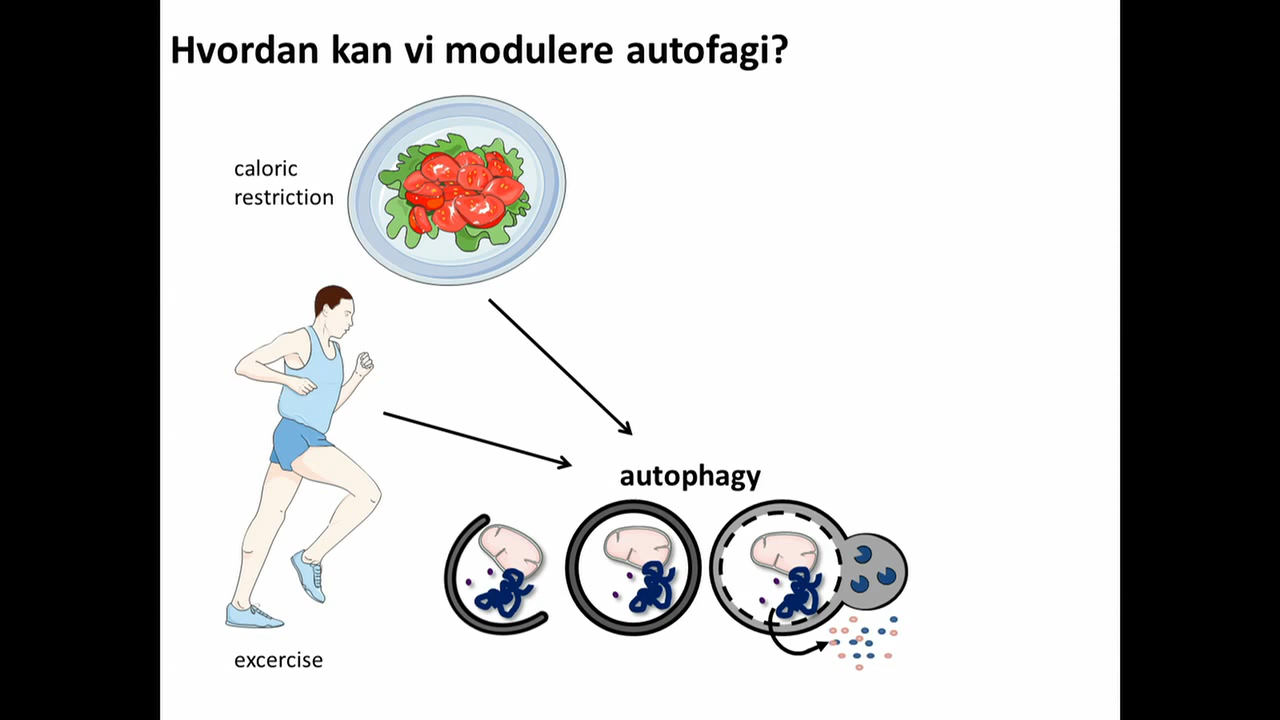 Hvordan kan vi modulere autofagi?
caloric
restriction
autophagy
excercise